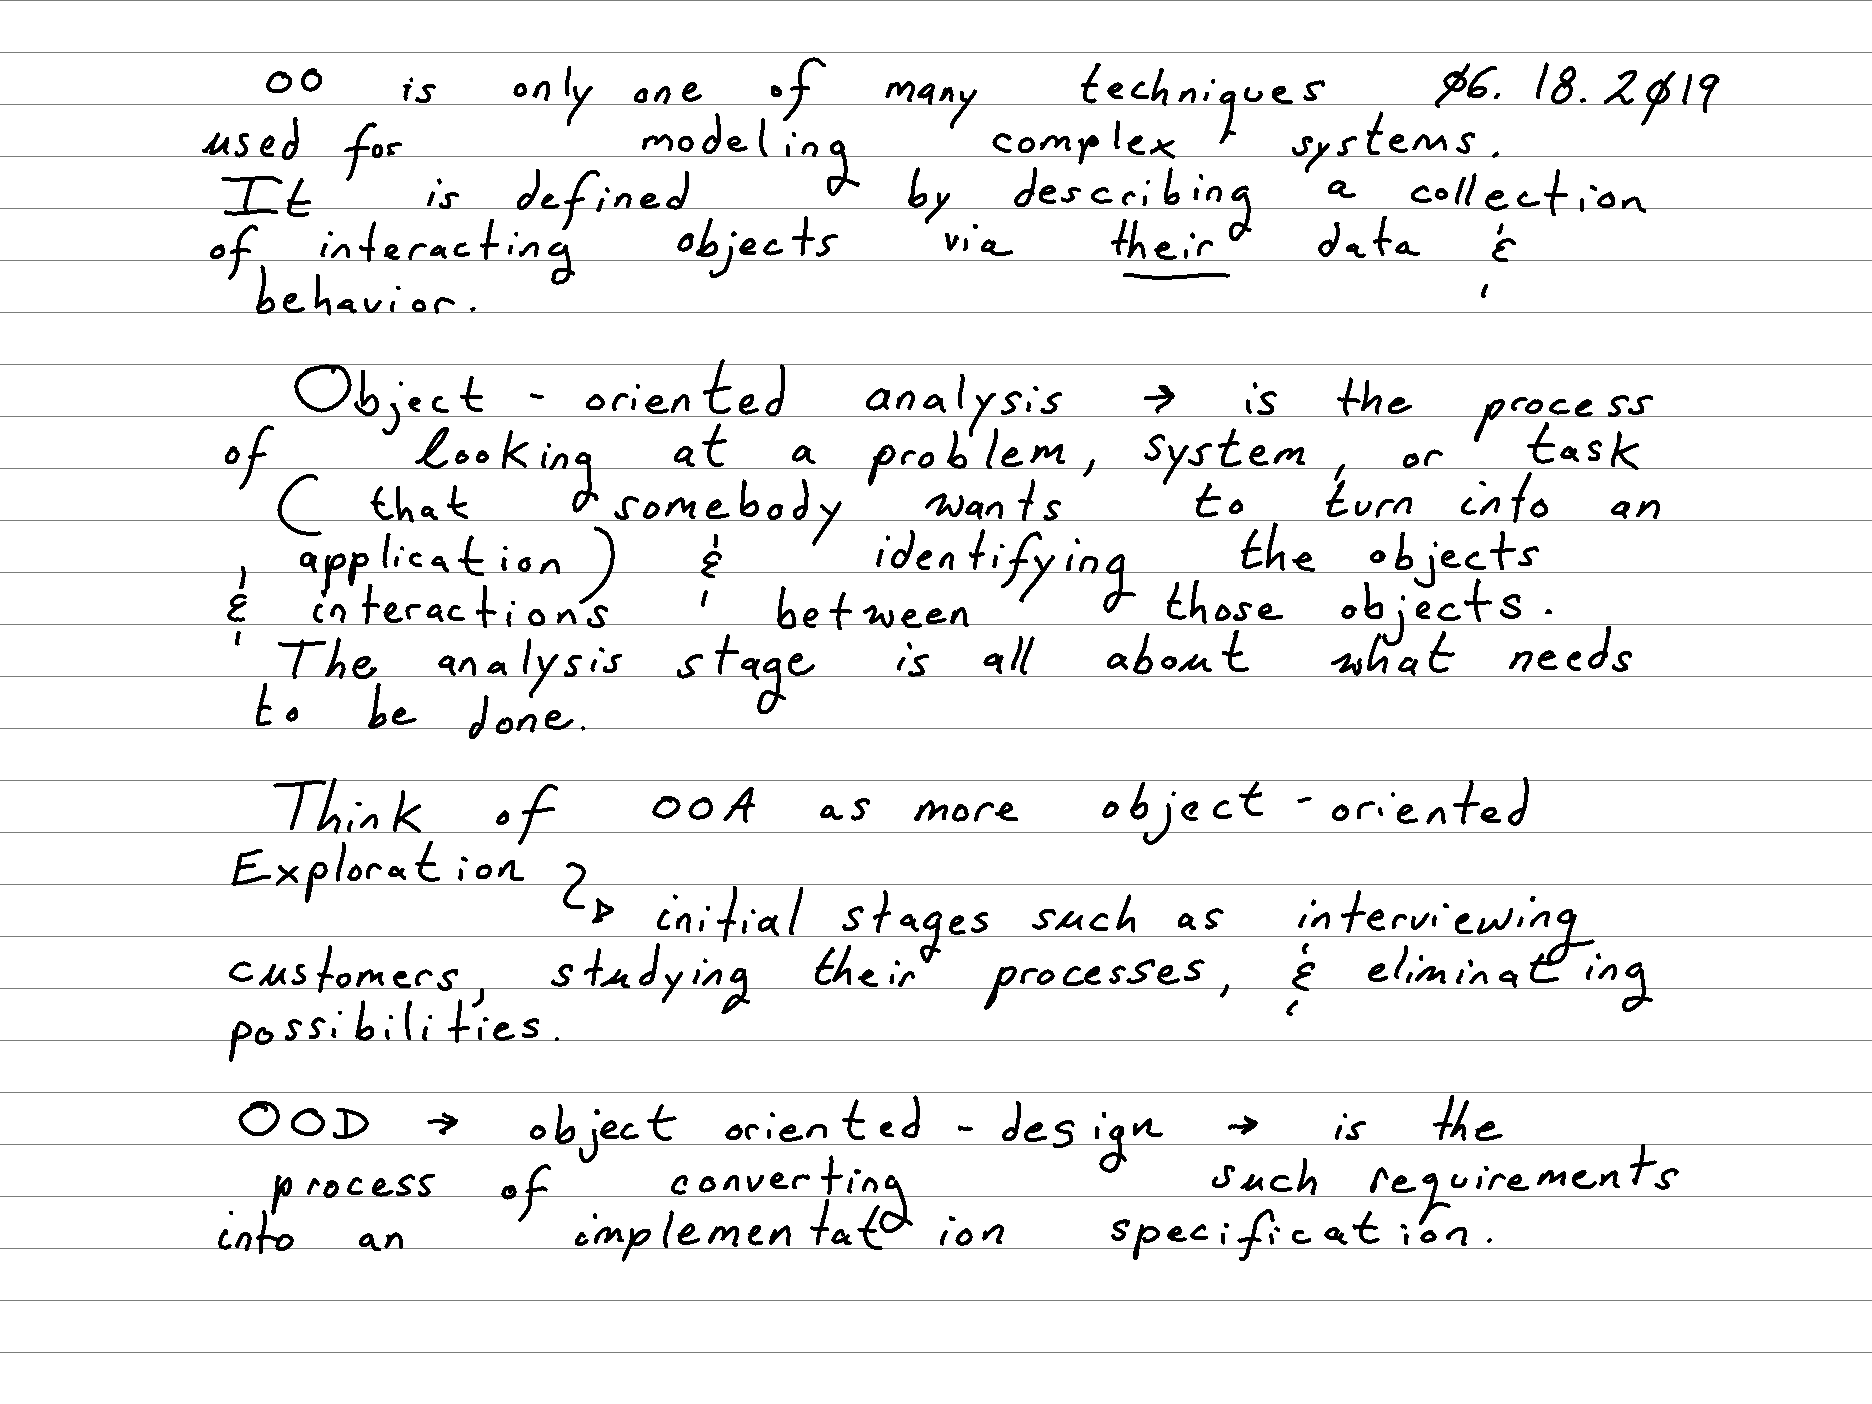 OO is only one of many techniques 06.18.2019
used for modeling complex systems.
It is defined by describing a collection
of interacting objects via their data &
behavior.
Object-oriented analysis → is the process
of looking at a problem, system, or task
(that somebody wants to turn into an
application) & identifying the objects
& interactions between those objects.
The analysis stage is all about what needs
to be done.
Think of OOA as more object-oriented
Exploration
initial stages such as interviewing
customers, studying their processes, & eliminating
possibilities.
OOD → object oriented-design → is the
process of converting such requirements
into an implementation specification.